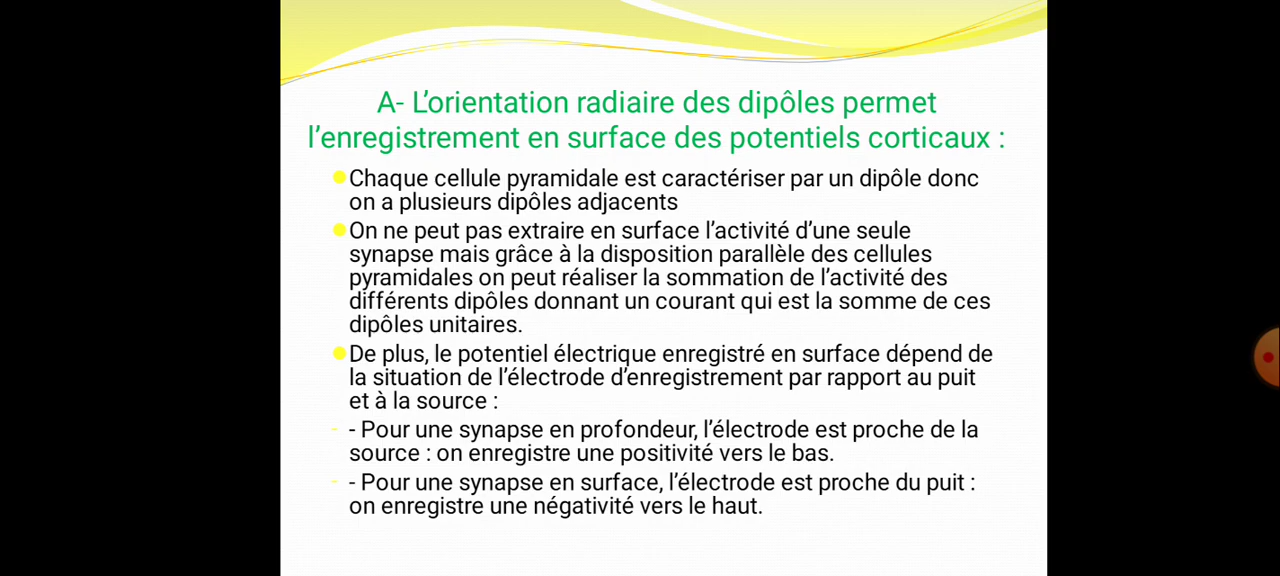 A- L'orientation radiaire des dipôles permet
l'enregistrement en surface des potentiels corticaux :
Chaque cellule pyramidale est caractériser par un dipôle donc
on a plusieurs dipôles adjacents
On ne peut pas extraire en surface l'activité d'une seule
synapse mais grâce à la disposition parallèle des cellules
pyramidales on peut réaliser la sommation de l'activité des
différents dipôles donnant un courant qui est la somme de ces
dipôles unitaires.
De plus, le potentiel électrique enregistré en surface dépend de
la situation de l'électrode d'enregistrement par rapport au puit
et à la source :
- - Pour une synapse en profondeur, l'électrode est proche de la
source : on enregistre une positivité vers le bas.
- - Pour une synapse en surface, l'électrode est proche du puit :
on enregistre une négativité vers le haut.